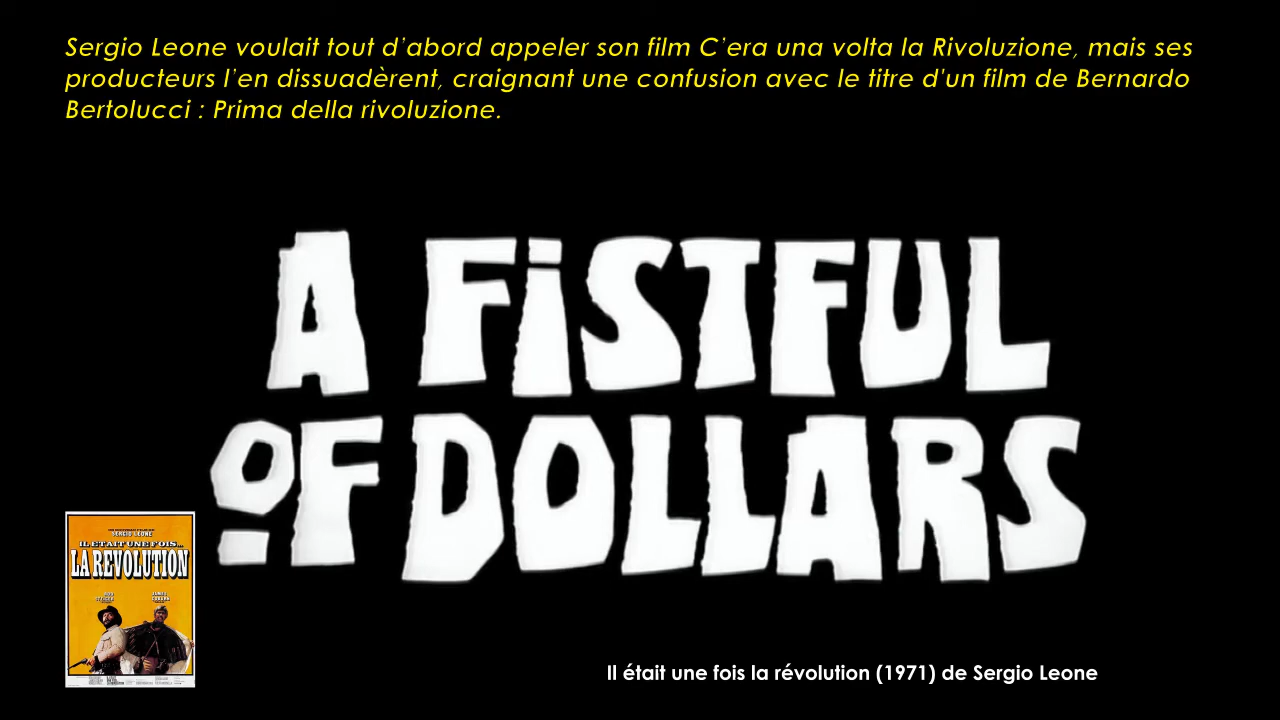 Sergio Leone voulait tout d’abord appeler son film C’era una volta la Rivoluzione, mais ses
producteurs l’en dissuadèrent, craignant une confusion avec le titre d'un film de Bernardo
Bertolucci : Prima della rivoluzione.
A FiSTFUL
oF DOLLARS
SERGIO LEONE
IL ÉTAIT UNE FOIS...
LA REVOLUTION
Il était une fois la révolution (1971) de Sergio Leone